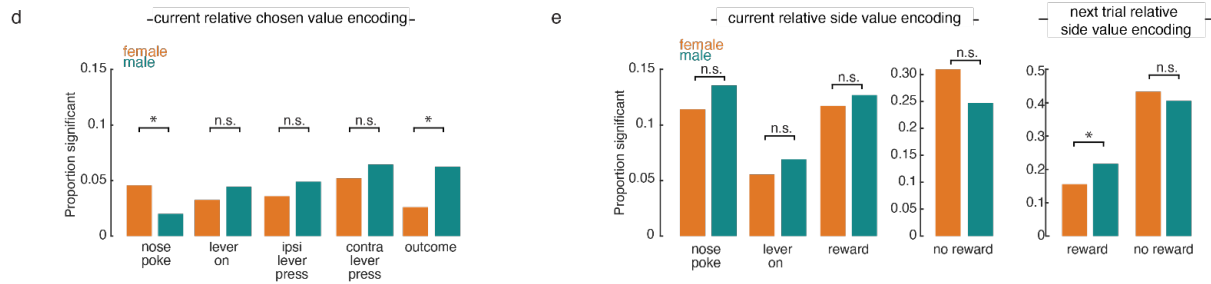 d
current relative chosen value encoding
female
male
Proportion significant
0.15
0.1
0.05
0
*
n.s.
n.s.
n.s.
*
nose
poke
lever
on
ipsi
lever
press
contra
lever
press
outcome
e
current relative side value encoding
female
male
Proportion significant
0.15
0.1
0.05
0
n.s.
n.s.
n.s.
nose
poke
lever
on
reward
0.30
0.25
0.2
0.15
0.1
0.05
0
n.s.
no reward
next trial relative
side value encoding
0.5
0.4
0.3
0.2
0.1
0
*
n.s.
reward
no reward